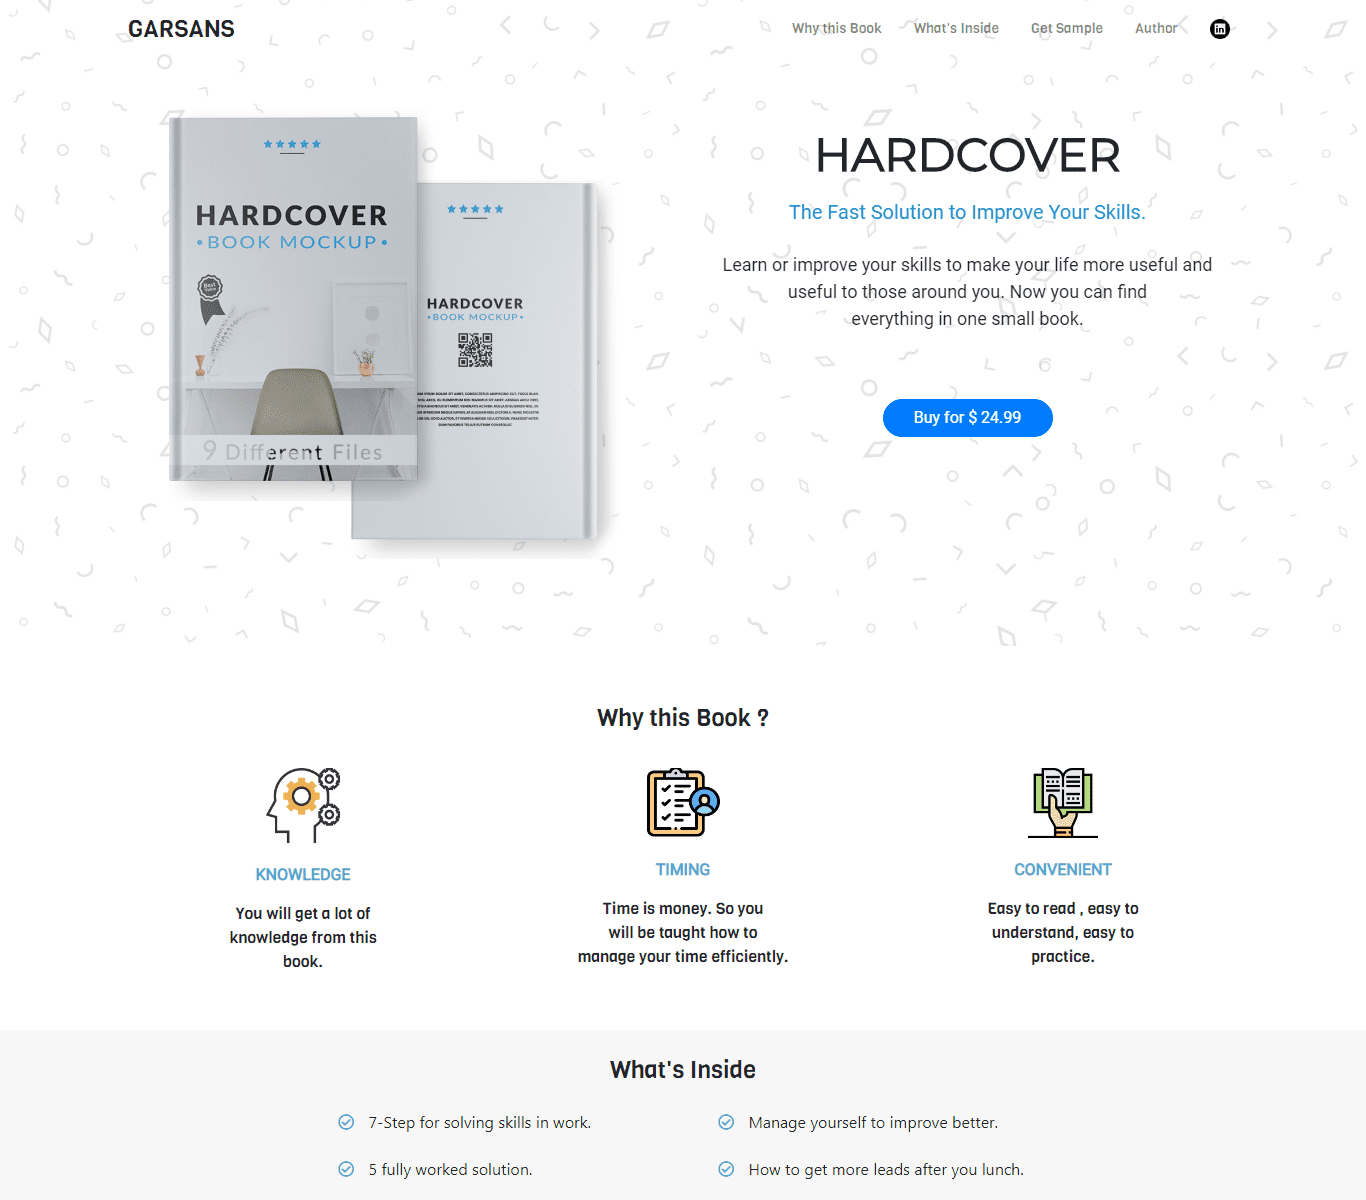 GARSANS
Why this Book
What's Inside
Get Sample
Author
in
HARDCOVER
•BOOK MOCKUP•
Best
Value
9 Different Files
HARDCOVER
•BOOK MOCKUP•
HARDCOVER
The Fast Solution to Improve Your Skills.
Learn or improve your skills to make your life more useful and
useful to those around you. Now you can find
everything in one small book.
Buy for $ 24.99
Why this Book ?
KNOWLEDGE
You will get a lot of
knowledge from this
book.
TIMING
Time is money. So you
will be taught how to
manage your time efficiently.
CONVENIENT
Easy to read , easy to
understand, easy to
practice.
What's Inside
7-Step for solving skills in work.
Manage yourself to improve better.
5 fully worked solution.
How to get more leads after you lunch.